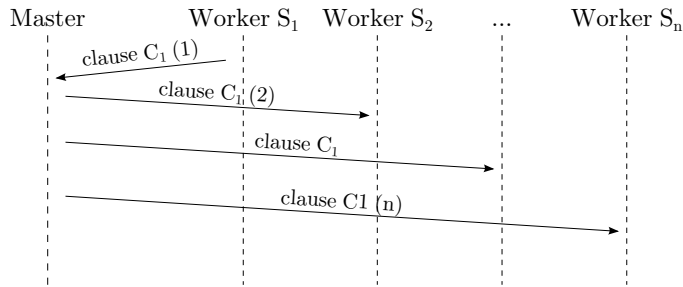 Master Worker S₁ Worker S₂ ... Worker Sₙ
clause C₁ (1)
clause C₁ (2)
clause C₁
clause C1 (n)